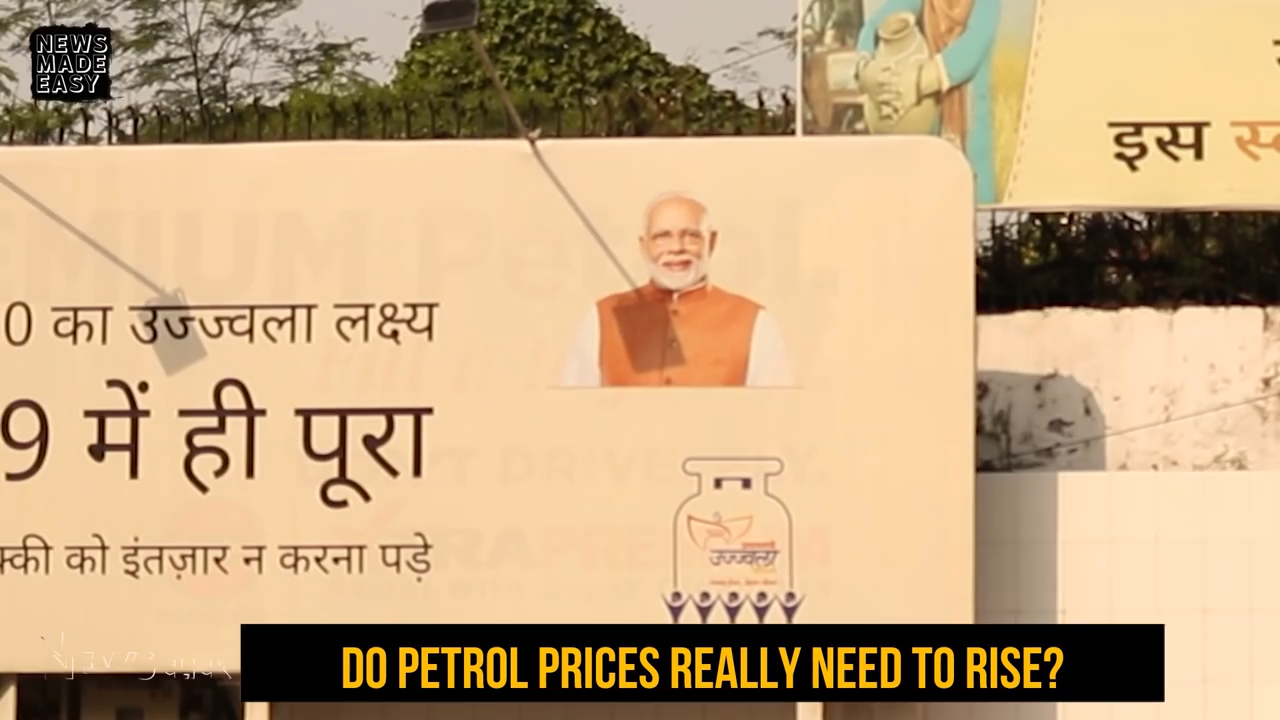 NEWS
MADE
EASY
इस
0 का उज्ज्वला लक्ष्य
9 में ही पूरा
क्की को इंतज़ार न करना पड़े
उज्ज्वला
DO PETROL PRICES REALLY NEED TO RISE?